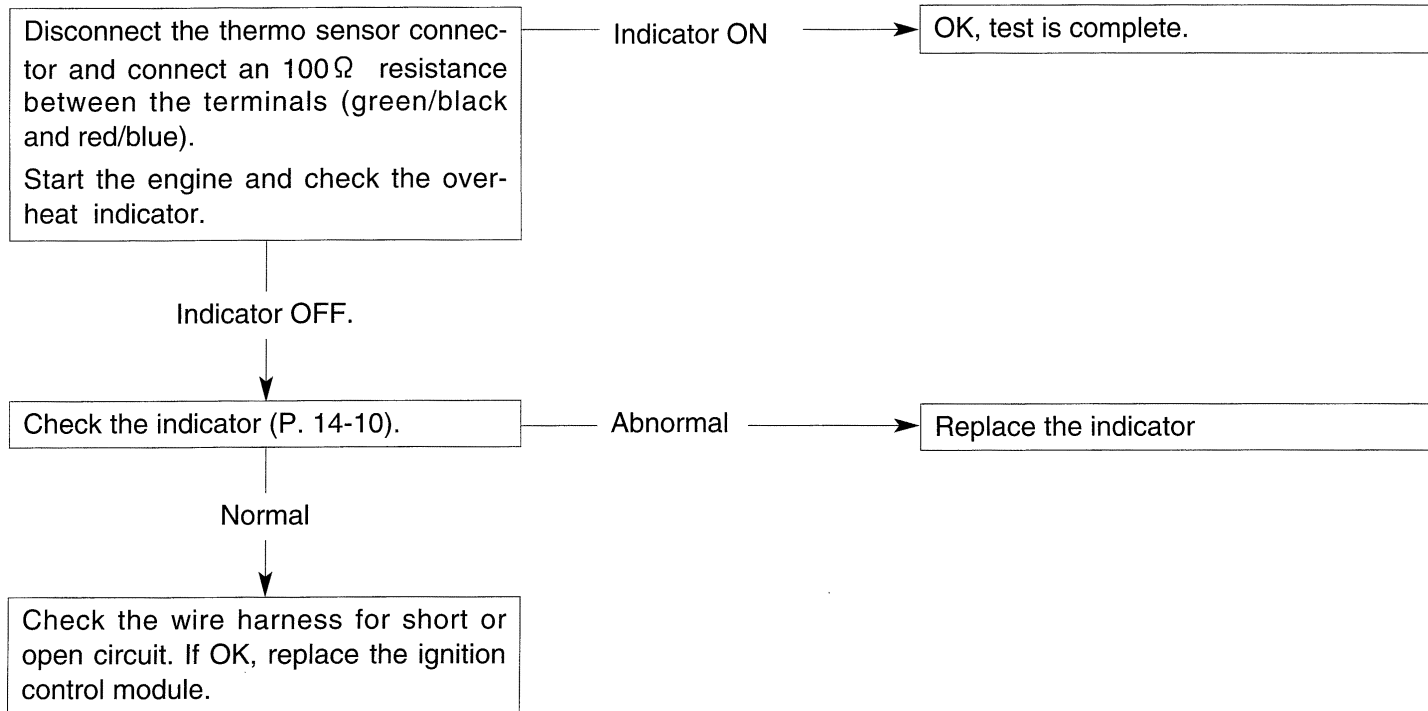 Disconnect the thermo sensor connec-
tor and connect an 100Ω resistance
between the terminals (green/black
and red/blue).
Start the engine and check the over-
heat indicator.
Indicator ON
OK, test is complete.
Indicator OFF.
Check the indicator (P. 14-10).
Abnormal
Replace the indicator
Normal
Check the wire harness for short or
open circuit. If OK, replace the ignition
control module.